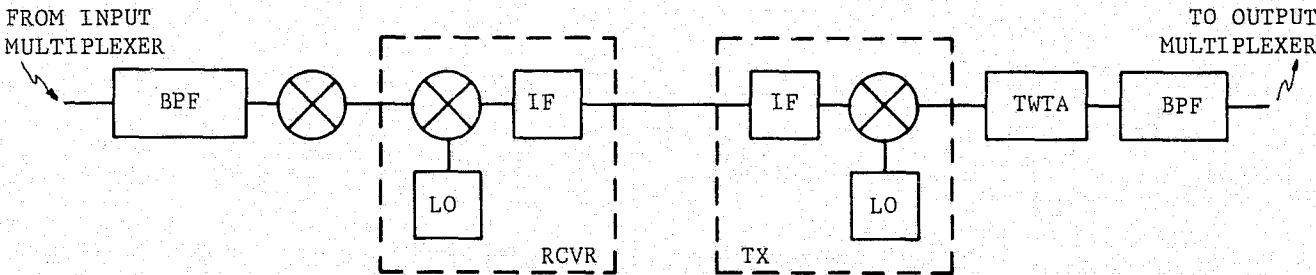 FROM INPUT
MULTIPLEXER
TO OUTPUT
MULTIPLEXER
BPF
IF
IF
TWTA
BPF
LO
LO
RCVR
TX